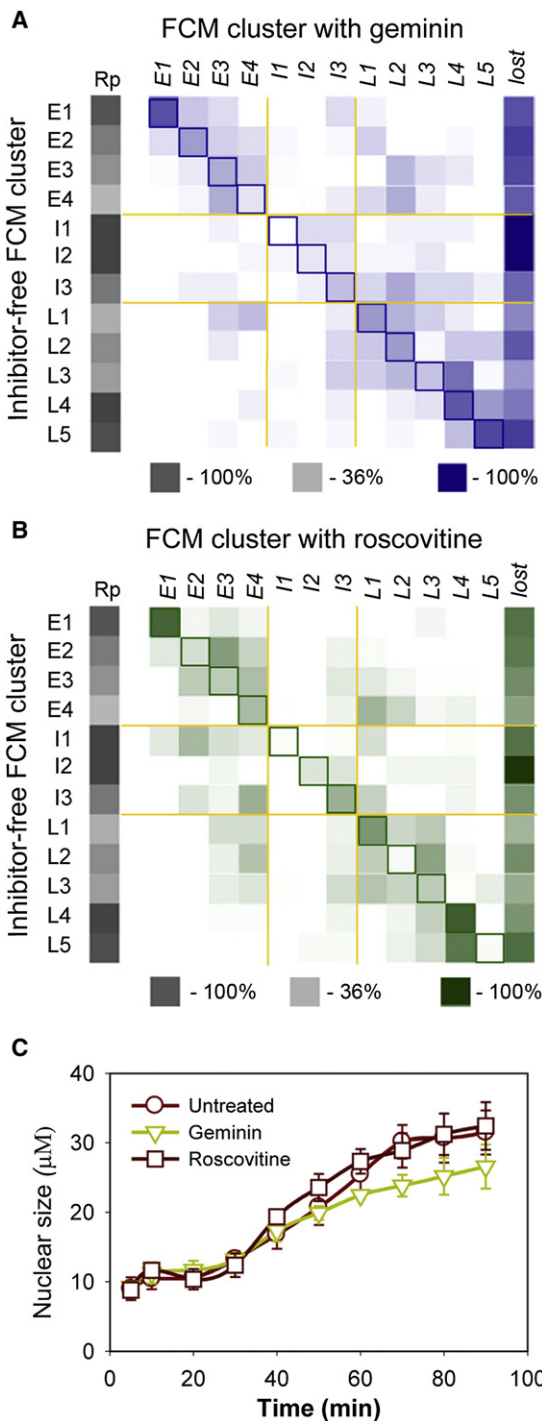 A
FCM cluster with geminin
Rp E1 E2 E3 E4 I1 I2 I3 L1 L2 L3 L4 L5 lost
Inhibitor-free FCM cluster
E1
E2
E3
E4
I1
I2
I3
L1
L2
L3
L4
L5
- 100% - 36% - 100%
B
FCM cluster with roscovitine
Rp E1 E2 E3 E4 I1 I2 I3 L1 L2 L3 L4 L5 lost
Inhibitor-free FCM cluster
E1
E2
E3
E4
I1
I2
I3
L1
L2
L3
L4
L5
- 100% - 36% - 100%
C
Nuclear size (μM)
40
30
20
10
0
Untreated
Geminin
Roscovitine
0 20 40 60 80 100
Time (min)